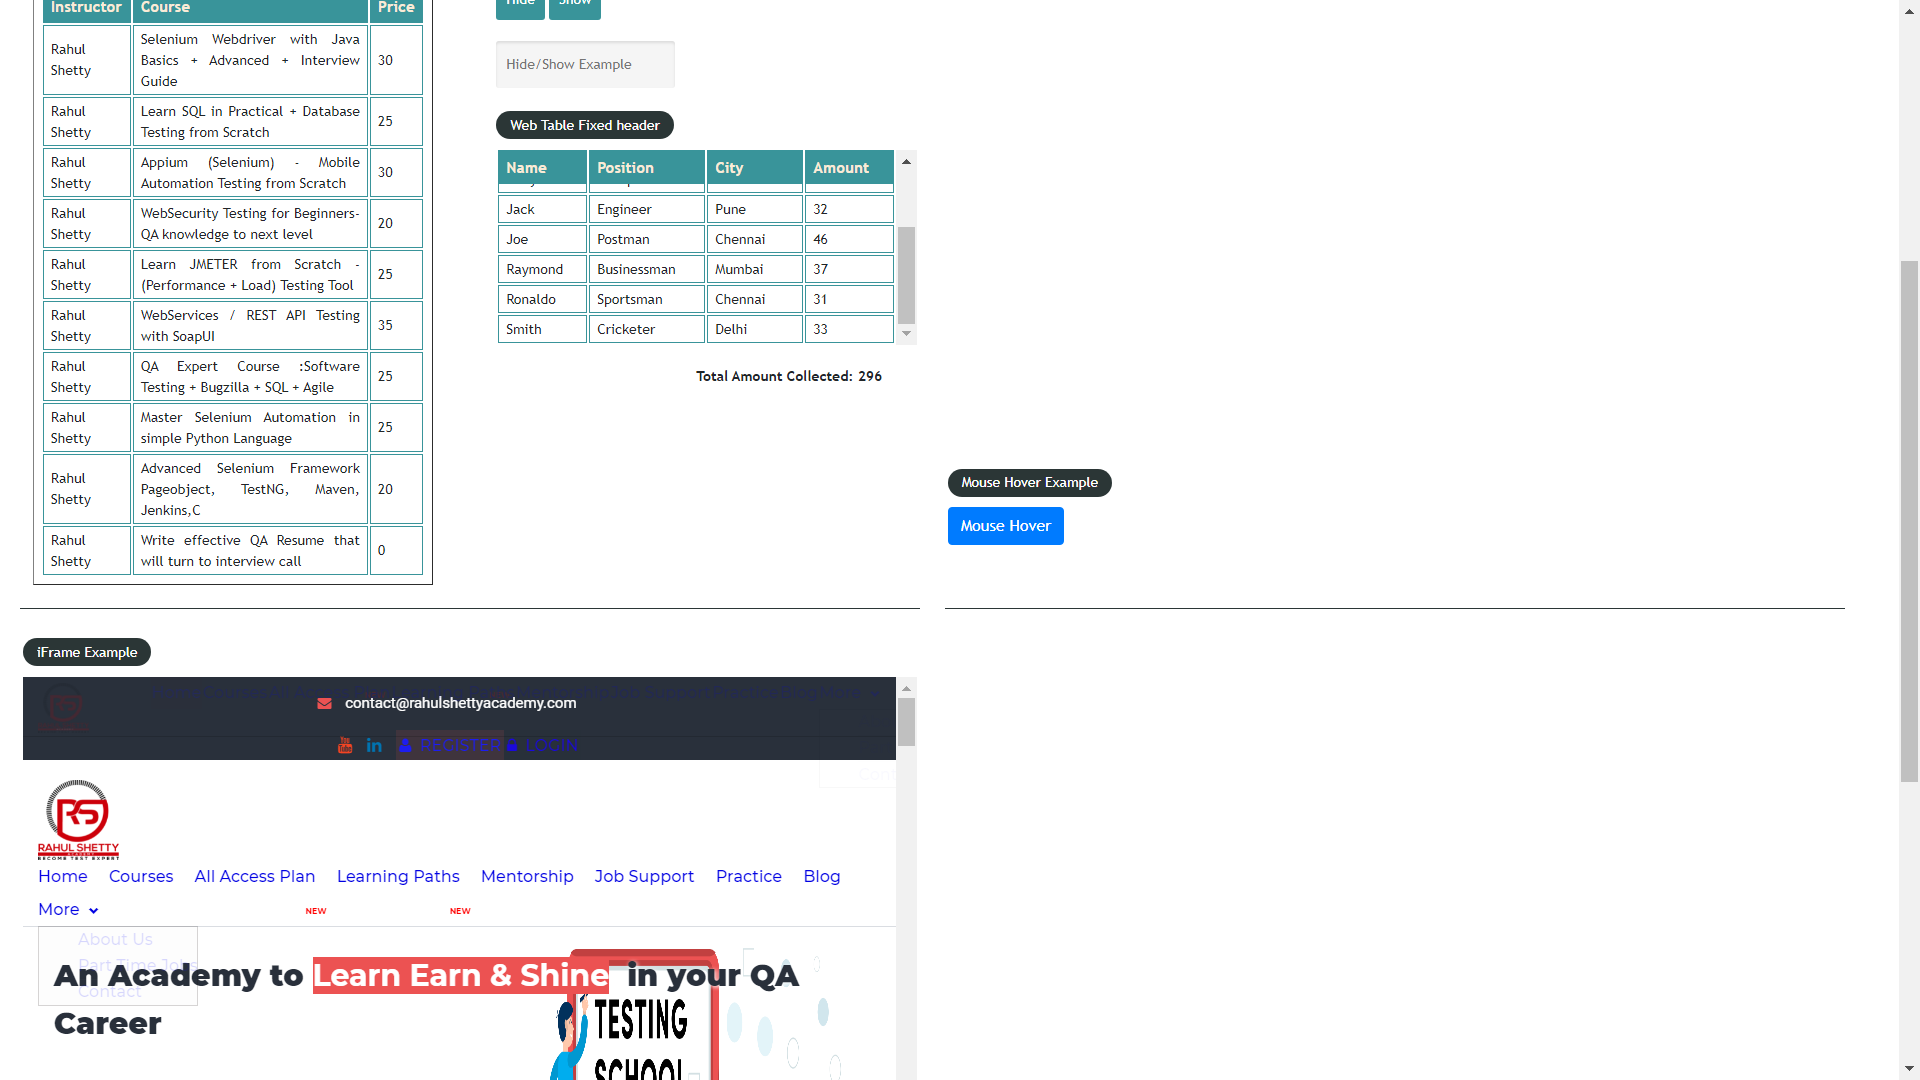 Instructor Course Price
Rahul Shetty
Selenium Webdriver with Java Basics + Advanced + Interview Guide
30
Rahul Shetty
Learn SQL in Practical + Database Testing from Scratch
25
Rahul Shetty
Appium (Selenium) - Mobile Automation Testing from Scratch
30
Rahul Shetty
WebSecurity Testing for Beginners-QA knowledge to next level
20
Rahul Shetty
Learn JMETER from Scratch - (Performance + Load) Testing Tool
25
Rahul Shetty
WebServices / REST API Testing with SoapUI
35
Rahul Shetty
QA Expert Course :Software Testing + Bugzilla + SQL + Agile
25
Rahul Shetty
Master Selenium Automation in simple Python Language
25
Rahul Shetty
Advanced Selenium Framework Pageobject, TestNG, Maven, Jenkins,C
20
Rahul Shetty
Write effective QA Resume that will turn to interview call
0
Hide Show
Hide/Show Example
Web Table Fixed header
Name Position City Amount
Jack Engineer Pune 32
Joe Postman Chennai 46
Raymond Businessman Mumbai 37
Ronaldo Sportsman Chennai 31
Smith Cricketer Delhi 33
Total Amount Collected: 296
Mouse Hover Example
Mouse Hover
iFrame Example
contact@rahulshettyacademy.com
You Tube in REGISTER LOGIN
RS
RAHUL SHETTY
ACADEMY
BECOME TEST EXPERT
Home Courses All Access Plan Learning Paths Mentorship Job Support Practice Blog
More NEW NEW
About Us
Part Time Jobs
Contact
An Academy to Learn Earn & Shine in your QA
Career
TESTING
SCHOOL